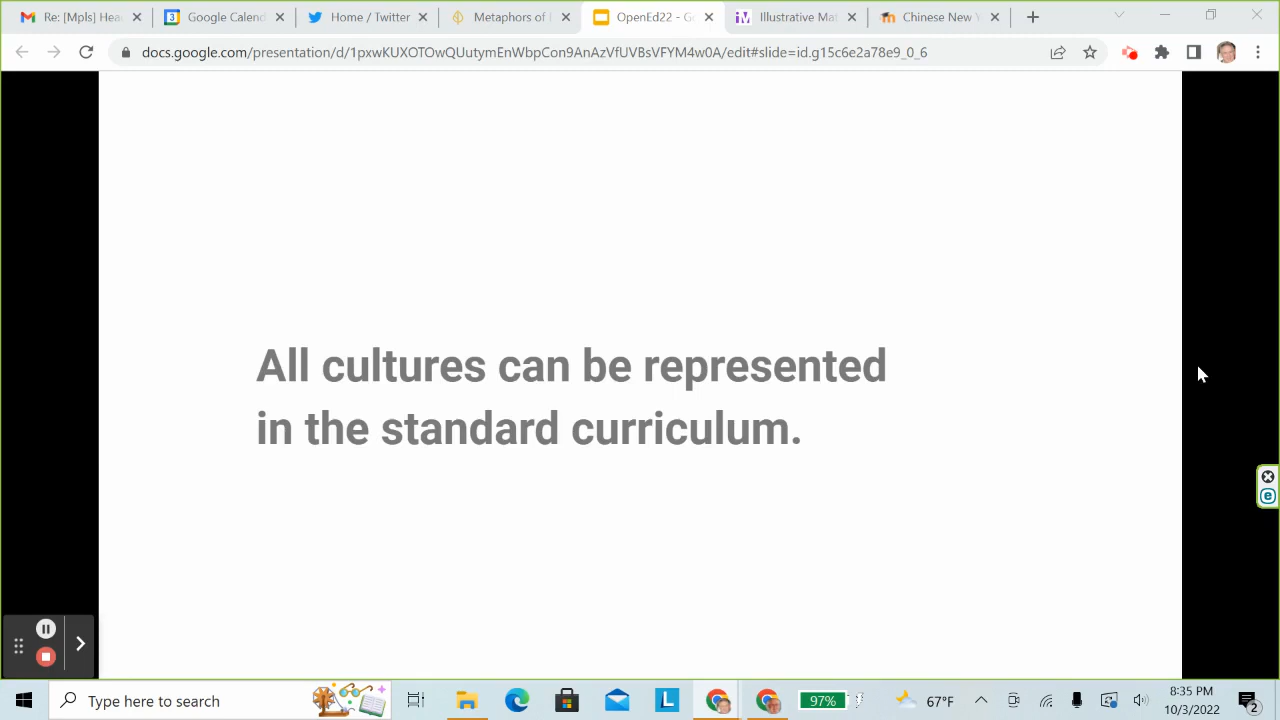 Re: [Mpls] Hea
Google Calen
Home / Twitter
Metaphors of
OpenEd22 - G
Illustrative Mat
Chinese New Y
docs.google.com/presentation/d/1pxwKUXOTOwQUutymEnWbpCon9AnAzVfUVBsVFYM4w0A/edit#slide=id.g15c6e2a78e9_0_6
All cultures can be represented
in the standard curriculum.
Type here to search
97%
67°F
8:35 PM
10/3/2022
2